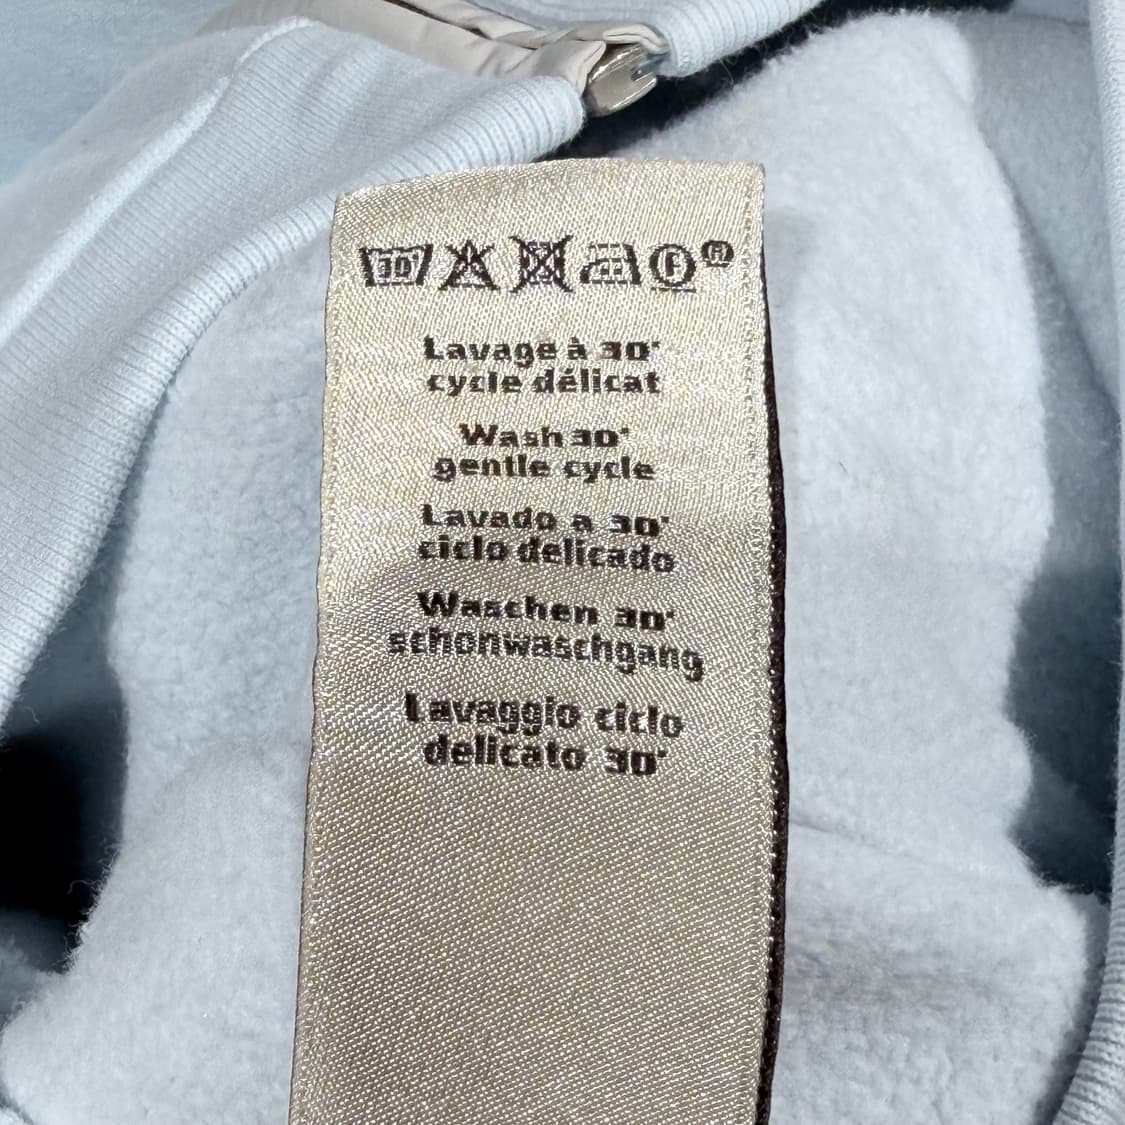 30°
F ®
Lavage à 30°
cycle délicat
Wash 30°
gentle cycle
Lavado a 30°
ciclo delicado
Waschen 30°
schonwaschgang
Lavaggio ciclo
delicato 30°